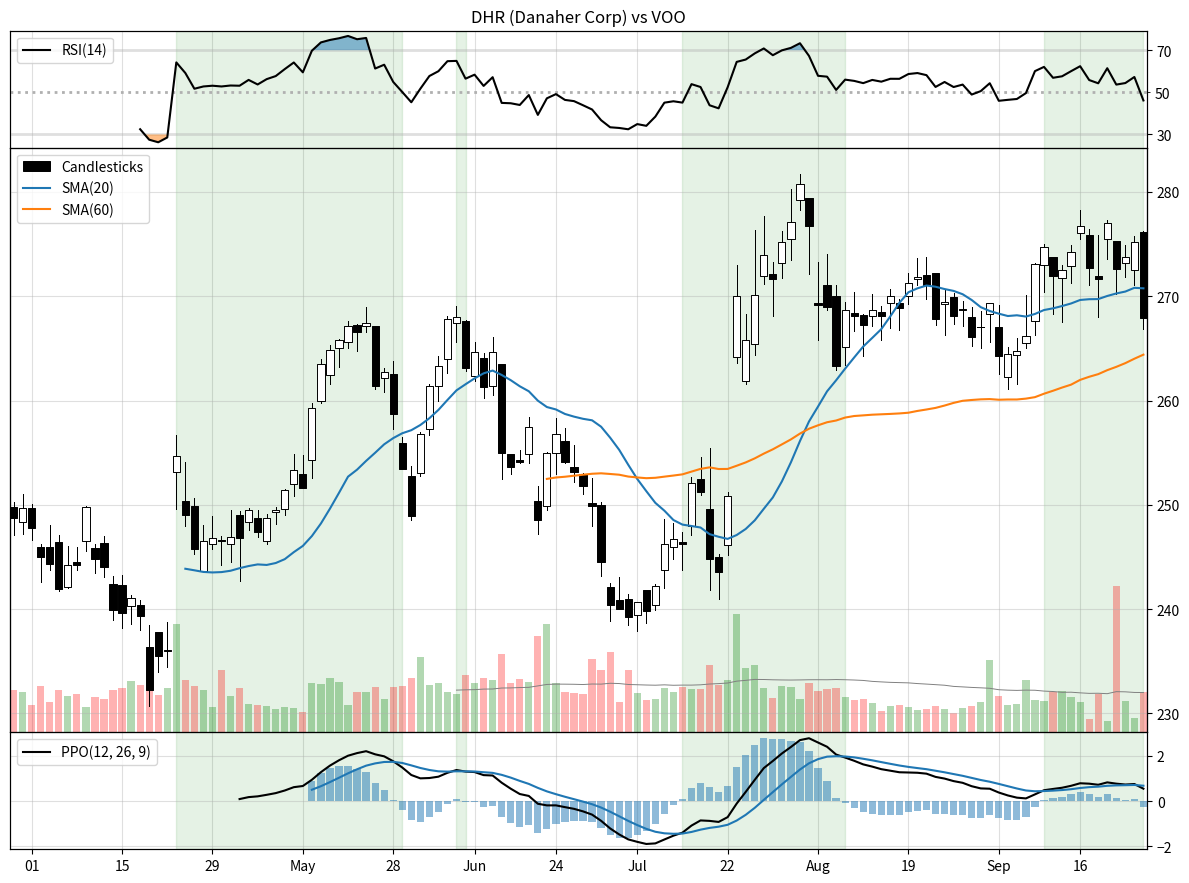 DHR (Danaher Corp) vs VOO
RSI(14)
70
50
30
Candlesticks
SMA(20)
SMA(60)
280
270
260
250
240
230
PPO(12, 26, 9)
2
0
−2
01 15 29 May 28 Jun 24 Jul 22 Aug 19 Sep 16